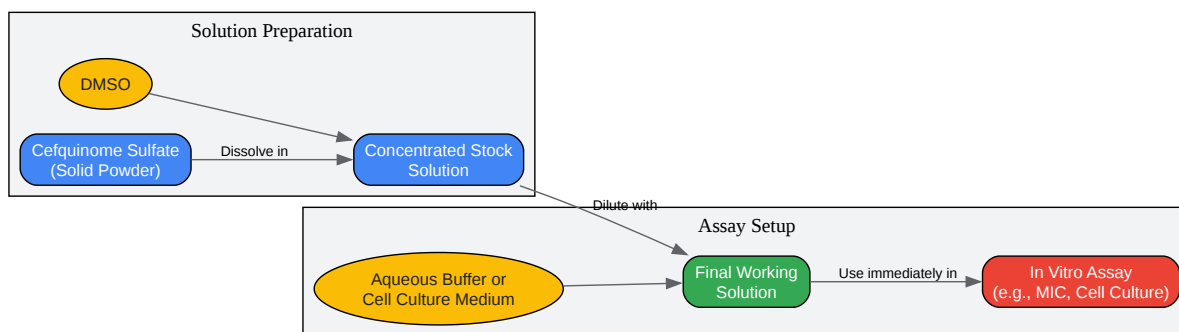 Solution Preparation
DMSO
Cefquinome Sulfate
(Solid Powder)
Dissolve in
Concentrated Stock
Solution
Dilute with
Assay Setup
Aqueous Buffer or
Cell Culture Medium
Final Working
Solution
Use immediately in
In Vitro Assay
(e.g., MIC, Cell Culture)